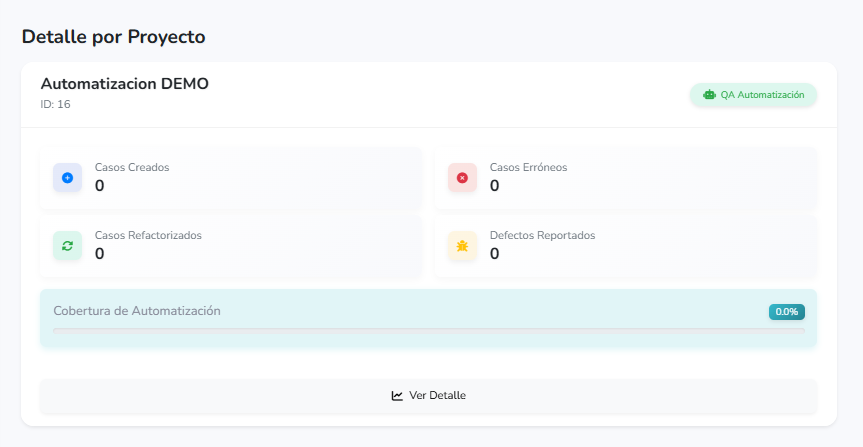 Detalle por Proyecto
Automatizacion DEMO
ID: 16
QA Automatización
Casos Creados
0
Casos Erróneos
0
Casos Refactorizados
0
Defectos Reportados
0
Cobertura de Automatización
0.0%
Ver Detalle